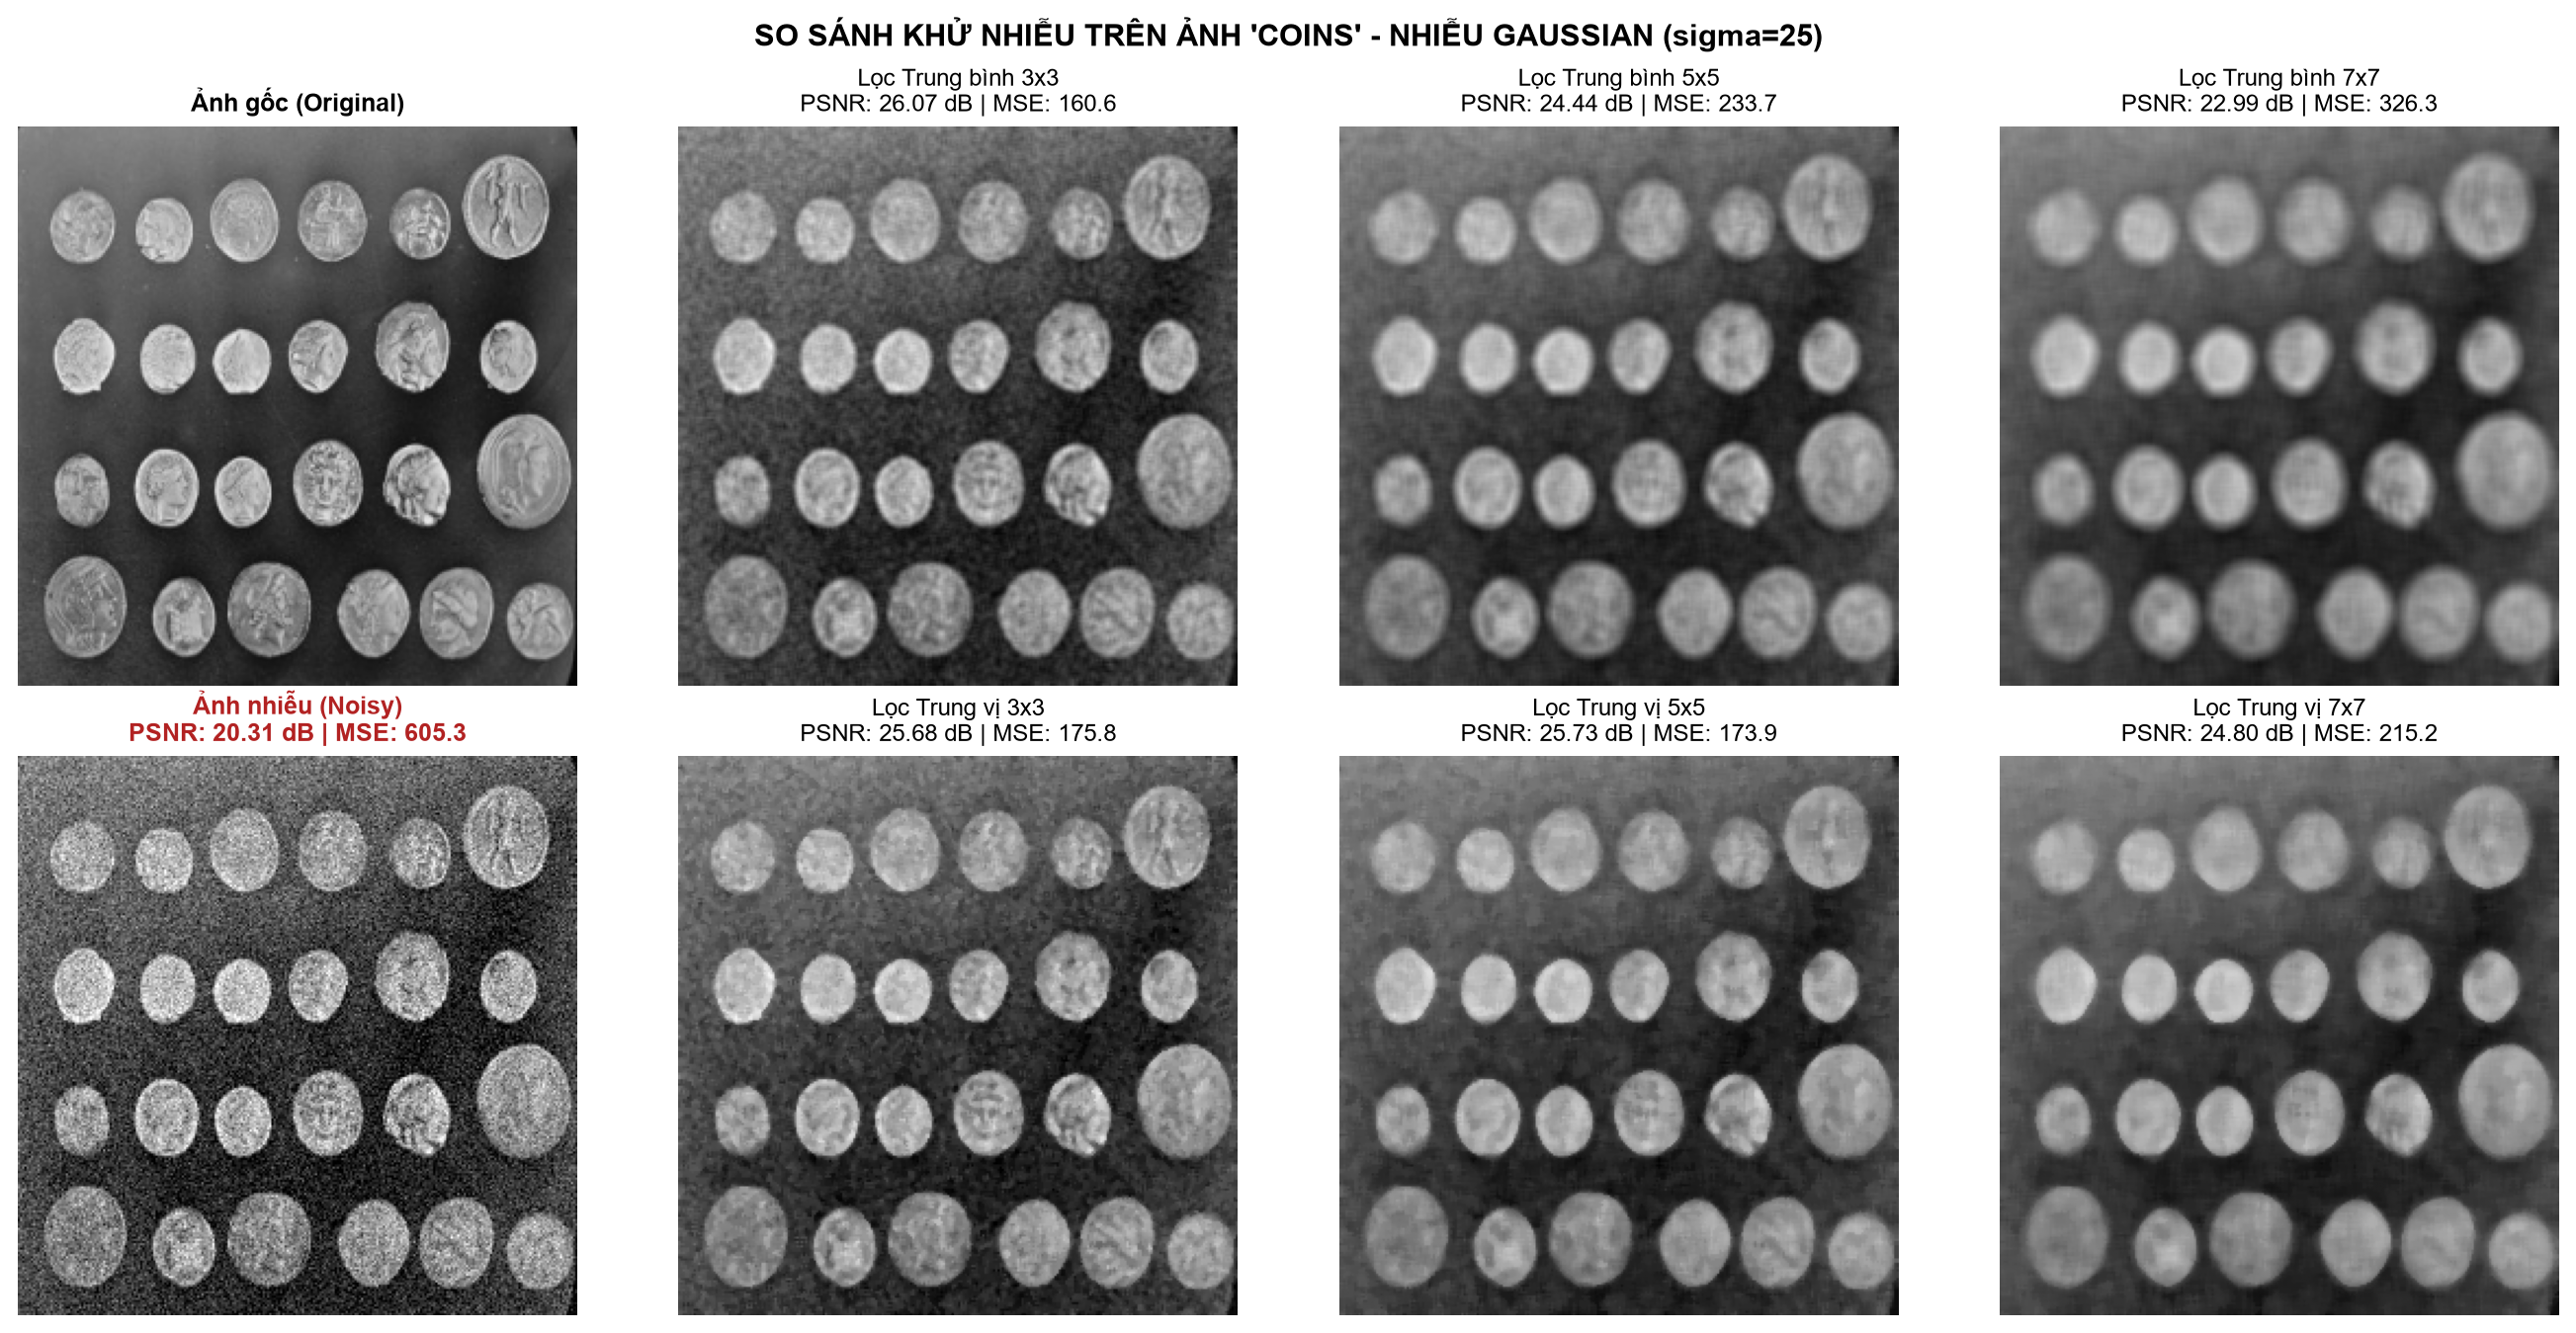 SO SÁNH KHỬ NHIỄU TRÊN ẢNH 'COINS' - NHIỄU GAUSSIAN (sigma=25)
Ảnh gốc (Original)
Lọc Trung bình 3x3
PSNR: 26.07 dB | MSE: 160.6
Lọc Trung bình 5x5
PSNR: 24.44 dB | MSE: 233.7
Lọc Trung bình 7x7
PSNR: 22.99 dB | MSE: 326.3
Ảnh nhiễu (Noisy)
PSNR: 20.31 dB | MSE: 605.3
Lọc Trung vị 3x3
PSNR: 25.68 dB | MSE: 175.8
Lọc Trung vị 5x5
PSNR: 25.73 dB | MSE: 173.9
Lọc Trung vị 7x7
PSNR: 24.80 dB | MSE: 215.2